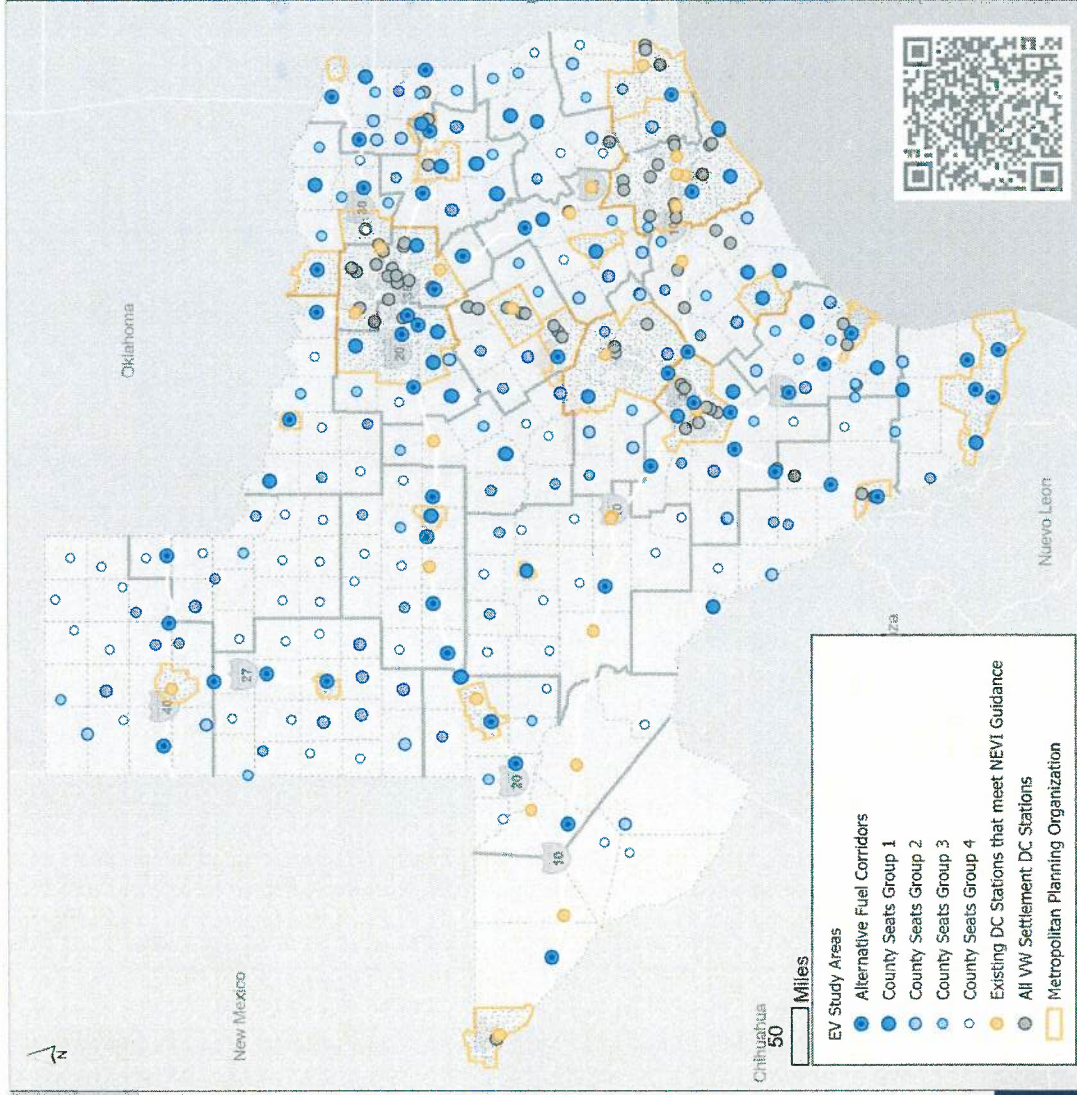 N
New Mexico
Oklahoma
40
27
30
20
20
10
10
Chihuahua
Nuevo Leon
50
Miles
EV Study Areas
Alternative Fuel Corridors
County Seats Group 1
County Seats Group 2
County Seats Group 3
County Seats Group 4
Existing DC Stations that meet NEVI Guidance
All VW Settlement DC Stations
Metropolitan Planning Organization